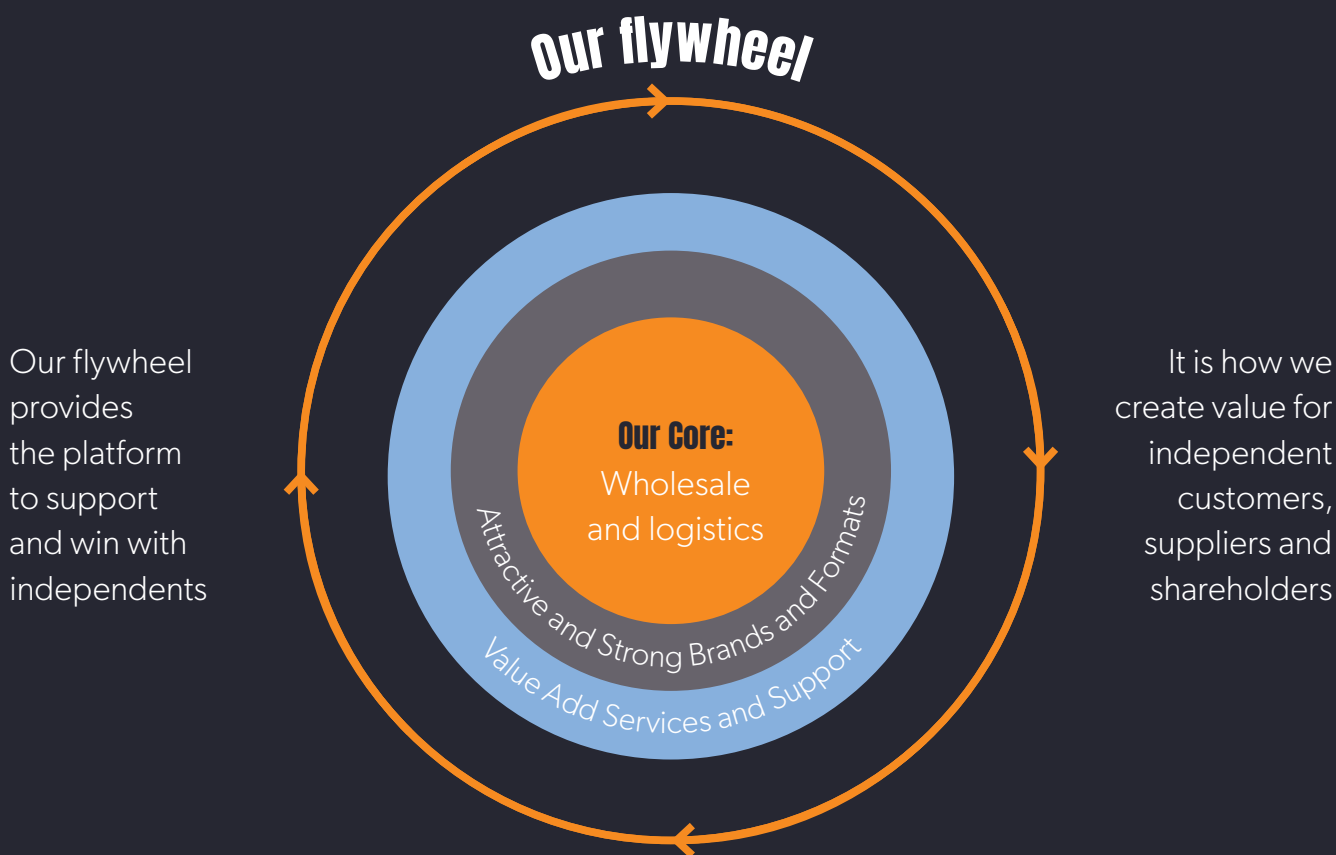 Our flywheel
Our flywheel
provides
the platform
to support
and win with
independents
Our Core:
Wholesale
and logistics
Attractive and Strong Brands and Formats
Value Add Services and Support
It is how we
create value for
independent
customers,
suppliers and
shareholders